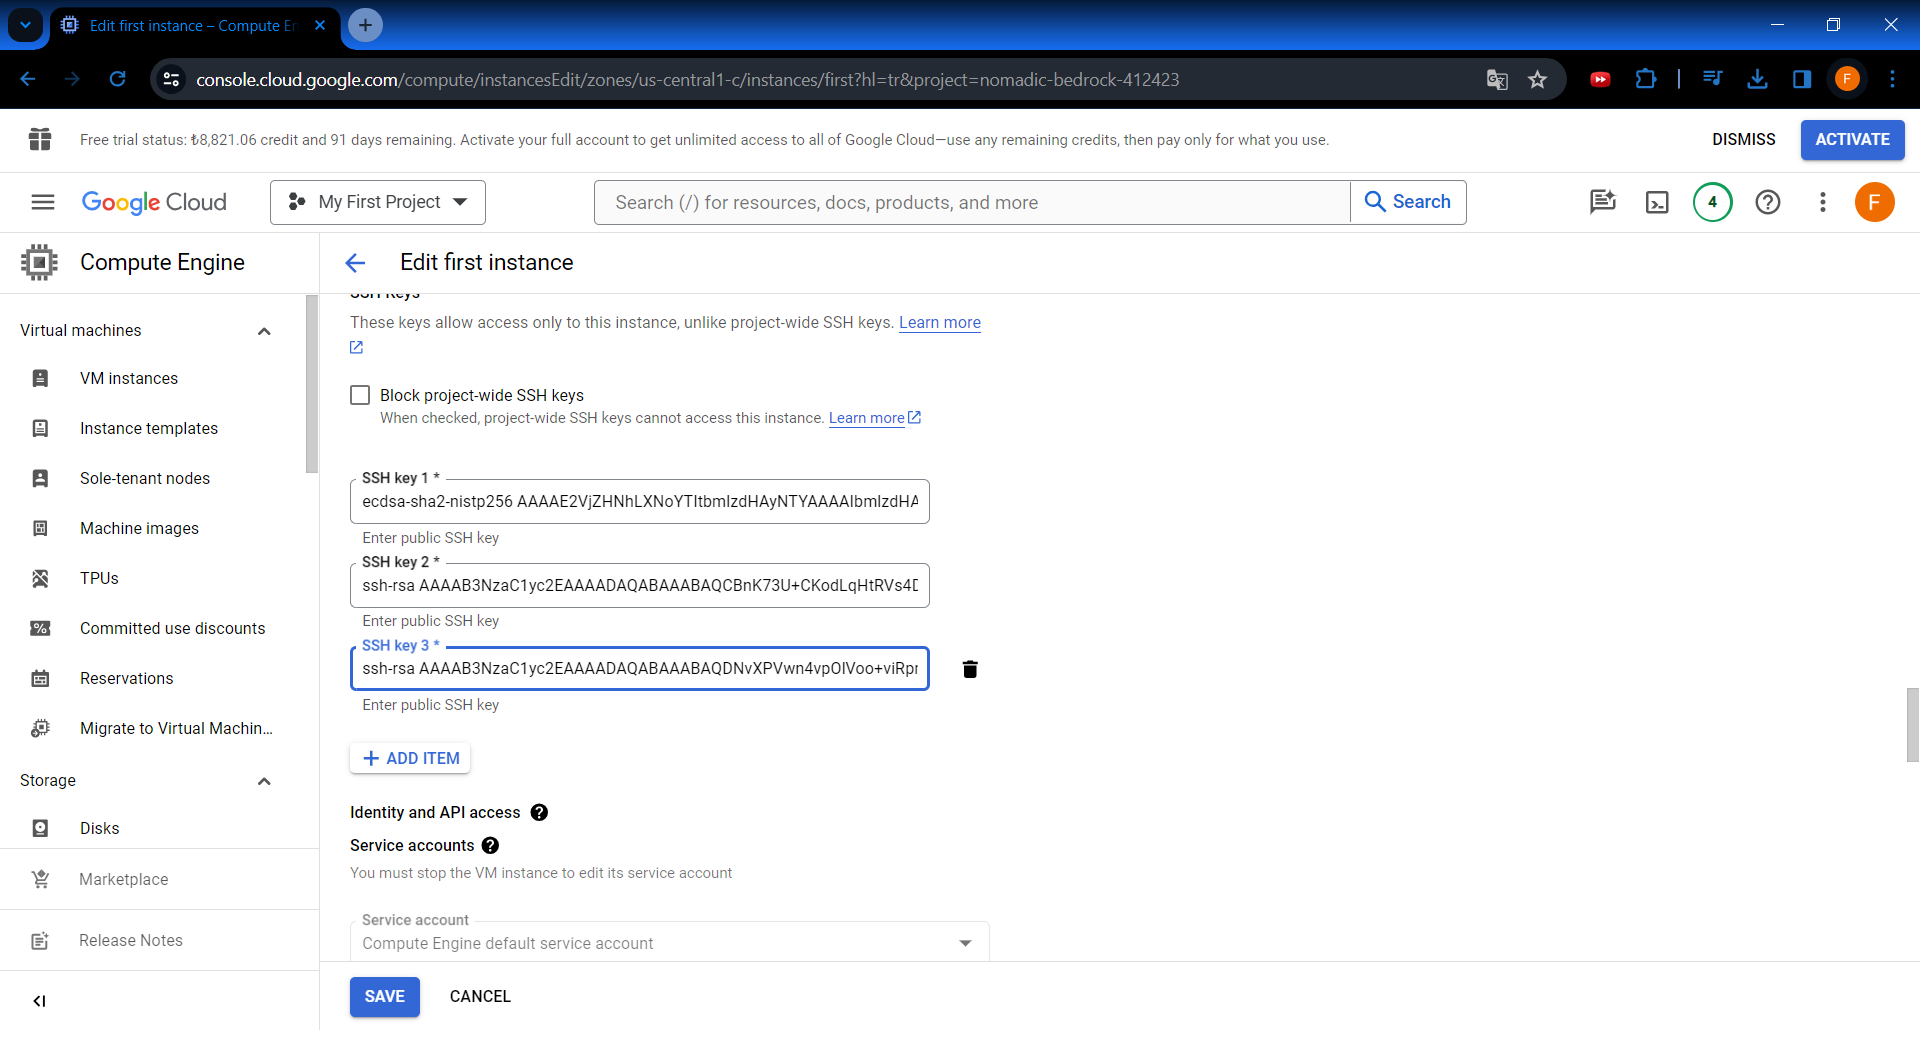 Edit first instance – Compute En
console.cloud.google.com/compute/instancesEdit/zones/us-central1-c/instances/first?hl=tr&project=nomadic-bedrock-412423
F
Free trial status: ₺8,821.06 credit and 91 days remaining. Activate your full account to get unlimited access to all of Google Cloud—use any remaining credits, then pay only for what you use.
DISMISS
ACTIVATE
Google Cloud
My First Project
Search (/) for resources, docs, products, and more
Search
4
F
Compute Engine
Edit first instance
Virtual machines
VM instances
Instance templates
Sole-tenant nodes
Machine images
TPUs
Committed use discounts
Reservations
Migrate to Virtual Machin...
Storage
Disks
Marketplace
Release Notes
SSH Keys
These keys allow access only to this instance, unlike project-wide SSH keys. Learn more
Block project-wide SSH keys
When checked, project-wide SSH keys cannot access this instance. Learn more
SSH key 1 *
ecdsa-sha2-nistp256 AAAAE2VjZHNhLXNoYTItbmlzdHAyNTYAAAAIbmlzdHA
Enter public SSH key
SSH key 2 *
ssh-rsa AAAAB3NzaC1yc2EAAAADAQABAAABAQCBnK73U+CKodLqHtRVs4D
Enter public SSH key
SSH key 3 *
ssh-rsa AAAAB3NzaC1yc2EAAAADAQABAAABAQDNvXPVwn4vpOIVoo+viRpr
Enter public SSH key
ADD ITEM
Identity and API access
Service accounts
You must stop the VM instance to edit its service account
Service account
Compute Engine default service account
SAVE
CANCEL